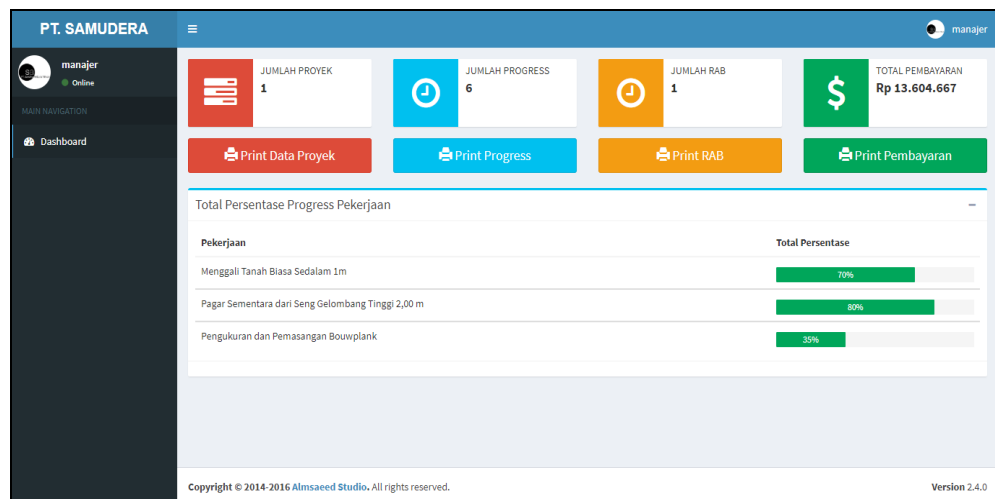 PT. SAMUDERA
manajer
manajer
Online
MAIN NAVIGATION
Dashboard
JUMLAH PROYEK
1
JUMLAH PROGRESS
6
JUMLAH RAB
1
TOTAL PEMBAYARAN
Rp 13.604.667
Print Data Proyek
Print Progress
Print RAB
Print Pembayaran
Total Persentase Progress Pekerjaan
Pekerjaan Total Persentase
Menggali Tanah Biasa Sedalam 1m 70%
Pagar Sementara dari Seng Gelombang Tinggi 2,00 m 80%
Pengukuran dan Pemasangan Bouwplank 35%
Copyright © 2014-2016 Almsaeed Studio. All rights reserved. Version 2.4.0